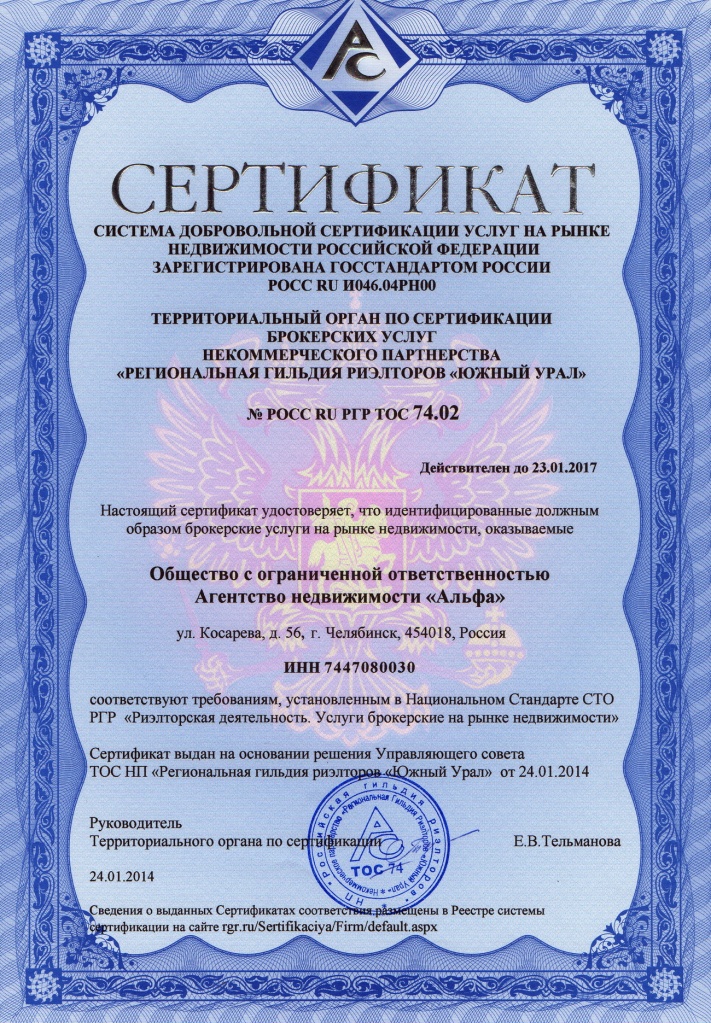 АС
СЕРТИФИКАТ
СИСТЕМА ДОБРОВОЛЬНОЙ СЕРТИФИКАЦИИ УСЛУГ НА РЫНКЕ
НЕДВИЖИМОСТИ РОССИЙСКОЙ ФЕДЕРАЦИИ
ЗАРЕГИСТРИРОВАНА ГОССТАНДАРТОМ РОССИИ
РОСС RU И046.04РН00
ТЕРРИТОРИАЛЬНЫЙ ОРГАН ПО СЕРТИФИКАЦИИ
БРОКЕРСКИХ УСЛУГ
НЕКОММЕРЧЕСКОГО ПАРТНЕРСТВА
«РЕГИОНАЛЬНАЯ ГИЛЬДИЯ РИЭЛТОРОВ «ЮЖНЫЙ УРАЛ»
№ РОСС RU РГР ТОС 74.02
Действителен до 23.01.2017
Настоящий сертификат удостоверяет, что идентифицированные должным
образом брокерские услуги на рынке недвижимости, оказываемые
Общество с ограниченной ответственностью
Агентство недвижимости «Альфа»
ул. Косарева, д. 56, г. Челябинск, 454018, Россия
ИНН 7447080030
соответствуют требованиям, установленным в Национальном Стандарте СТО
РГР «Риэлторская деятельность. Услуги брокерские на рынке недвижимости»
Сертификат выдан на основании решения Управляющего совета
ТОС НП «Региональная гильдия риэлторов «Южный Урал» от 24.01.2014
Руководитель
Территориального органа по сертификации Е.В.Тельманова
НП • Российская гильдия риэлторов •
Некоммерческое партнерство «Региональная Гильдия Риэлторов «Южный Урал»
АС
ТОС 74
24.01.2014
Сведения о выданных Сертификатах соответствия размещены в Реестре системы
сертификации на сайте rgr.ru/Sertifikaciya/Firm/default.aspx